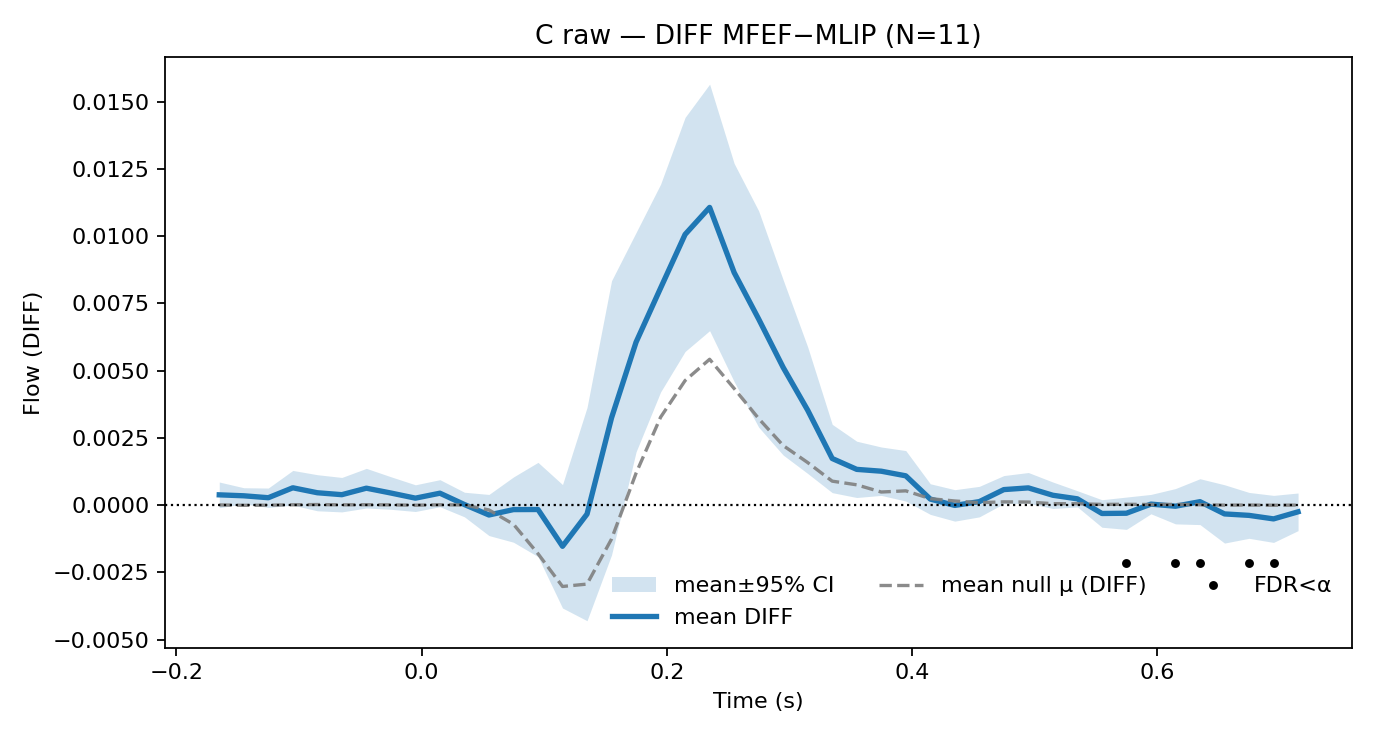 C raw — DIFF MFEF−MLIP (N=11)
Flow (DIFF)
0.0150
0.0125
0.0100
0.0075
0.0050
0.0025
0.0000
−0.0025
−0.0050
mean±95% CI
mean DIFF
mean null μ (DIFF)
FDR<α
−0.2 0.0 0.2 0.4 0.6
Time (s)